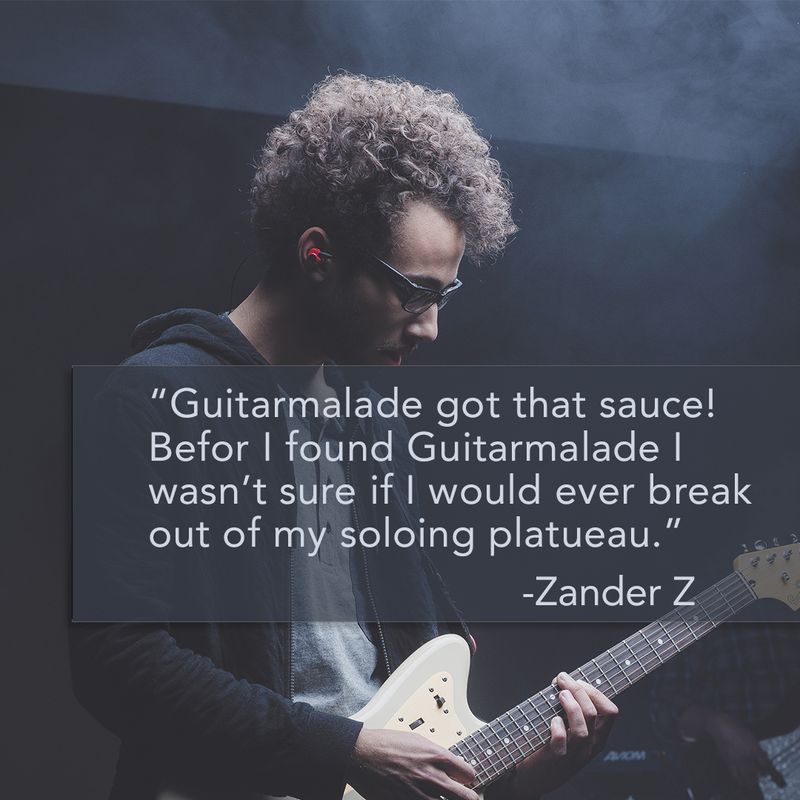 “Guitarmalade got that sauce!
Befor I found Guitarmalade I
wasn’t sure if I would ever break
out of my soloing platueau.”
-Zander Z
AVIOM